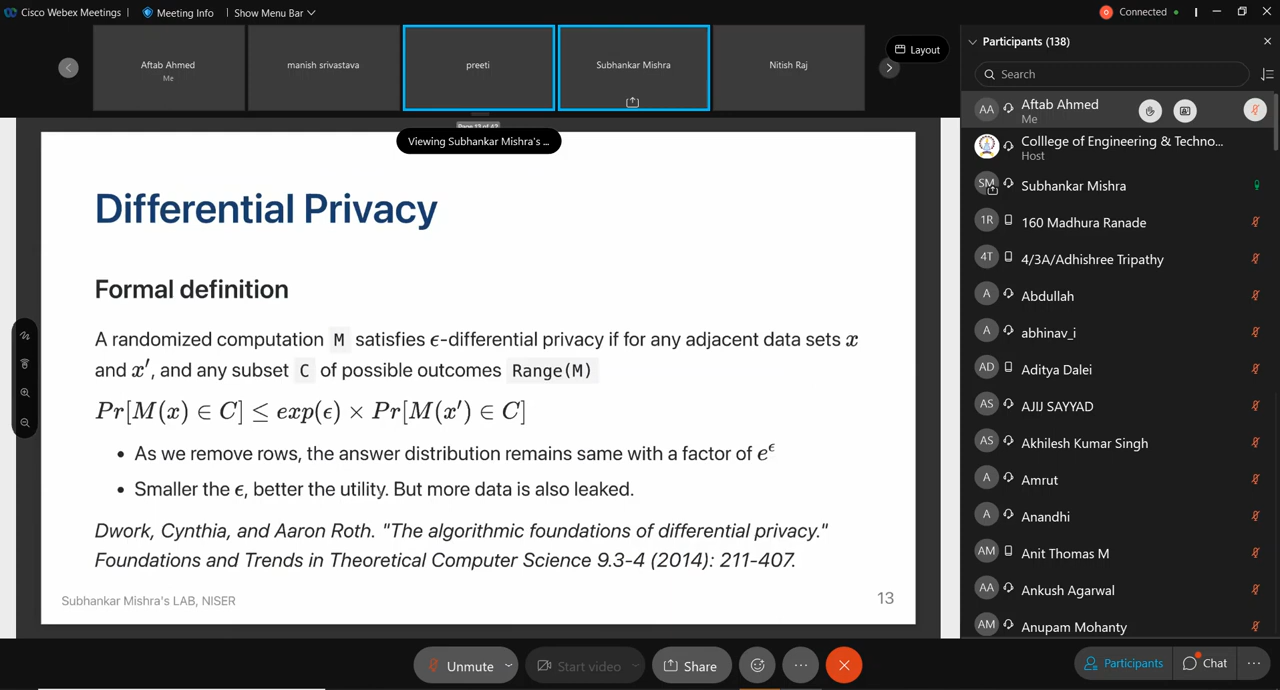 Cisco Webex Meetings | Meeting Info | Show Menu Bar
Connected
Aftab Ahmed
Me
manish srivastava
preeti
Subhankar Mishra
Nitish Raj
Layout
Page 13 of 47
Viewing Subhankar Mishra's ...
Differential Privacy
Formal definition
A randomized computation M satisfies ϵ-differential privacy if for any adjacent data sets x
and x′, and any subset C of possible outcomes Range(M)
Pr[M(x) ∈ C] ≤ exp(ϵ) × Pr[M(x′) ∈ C]
• As we remove rows, the answer distribution remains same with a factor of e^ϵ
• Smaller the ϵ, better the utility. But more data is also leaked.
Dwork, Cynthia, and Aaron Roth. "The algorithmic foundations of differential privacy."
Foundations and Trends in Theoretical Computer Science 9.3-4 (2014): 211-407.
Subhankar Mishra's LAB, NISER
13
Participants (138)
Search
AA Aftab Ahmed
Me
Colllege of Engineering & Techno...
Host
SM Subhankar Mishra
1R 160 Madhura Ranade
4T 4/3A/Adhishree Tripathy
A Abdullah
A abhinav_i
AD Aditya Dalei
AS AJIJ SAYYAD
AS Akhilesh Kumar Singh
A Amrut
A Anandhi
AM Anit Thomas M
AA Ankush Agarwal
AM Anupam Mohanty
Unmute
Start video
Share
Participants
Chat